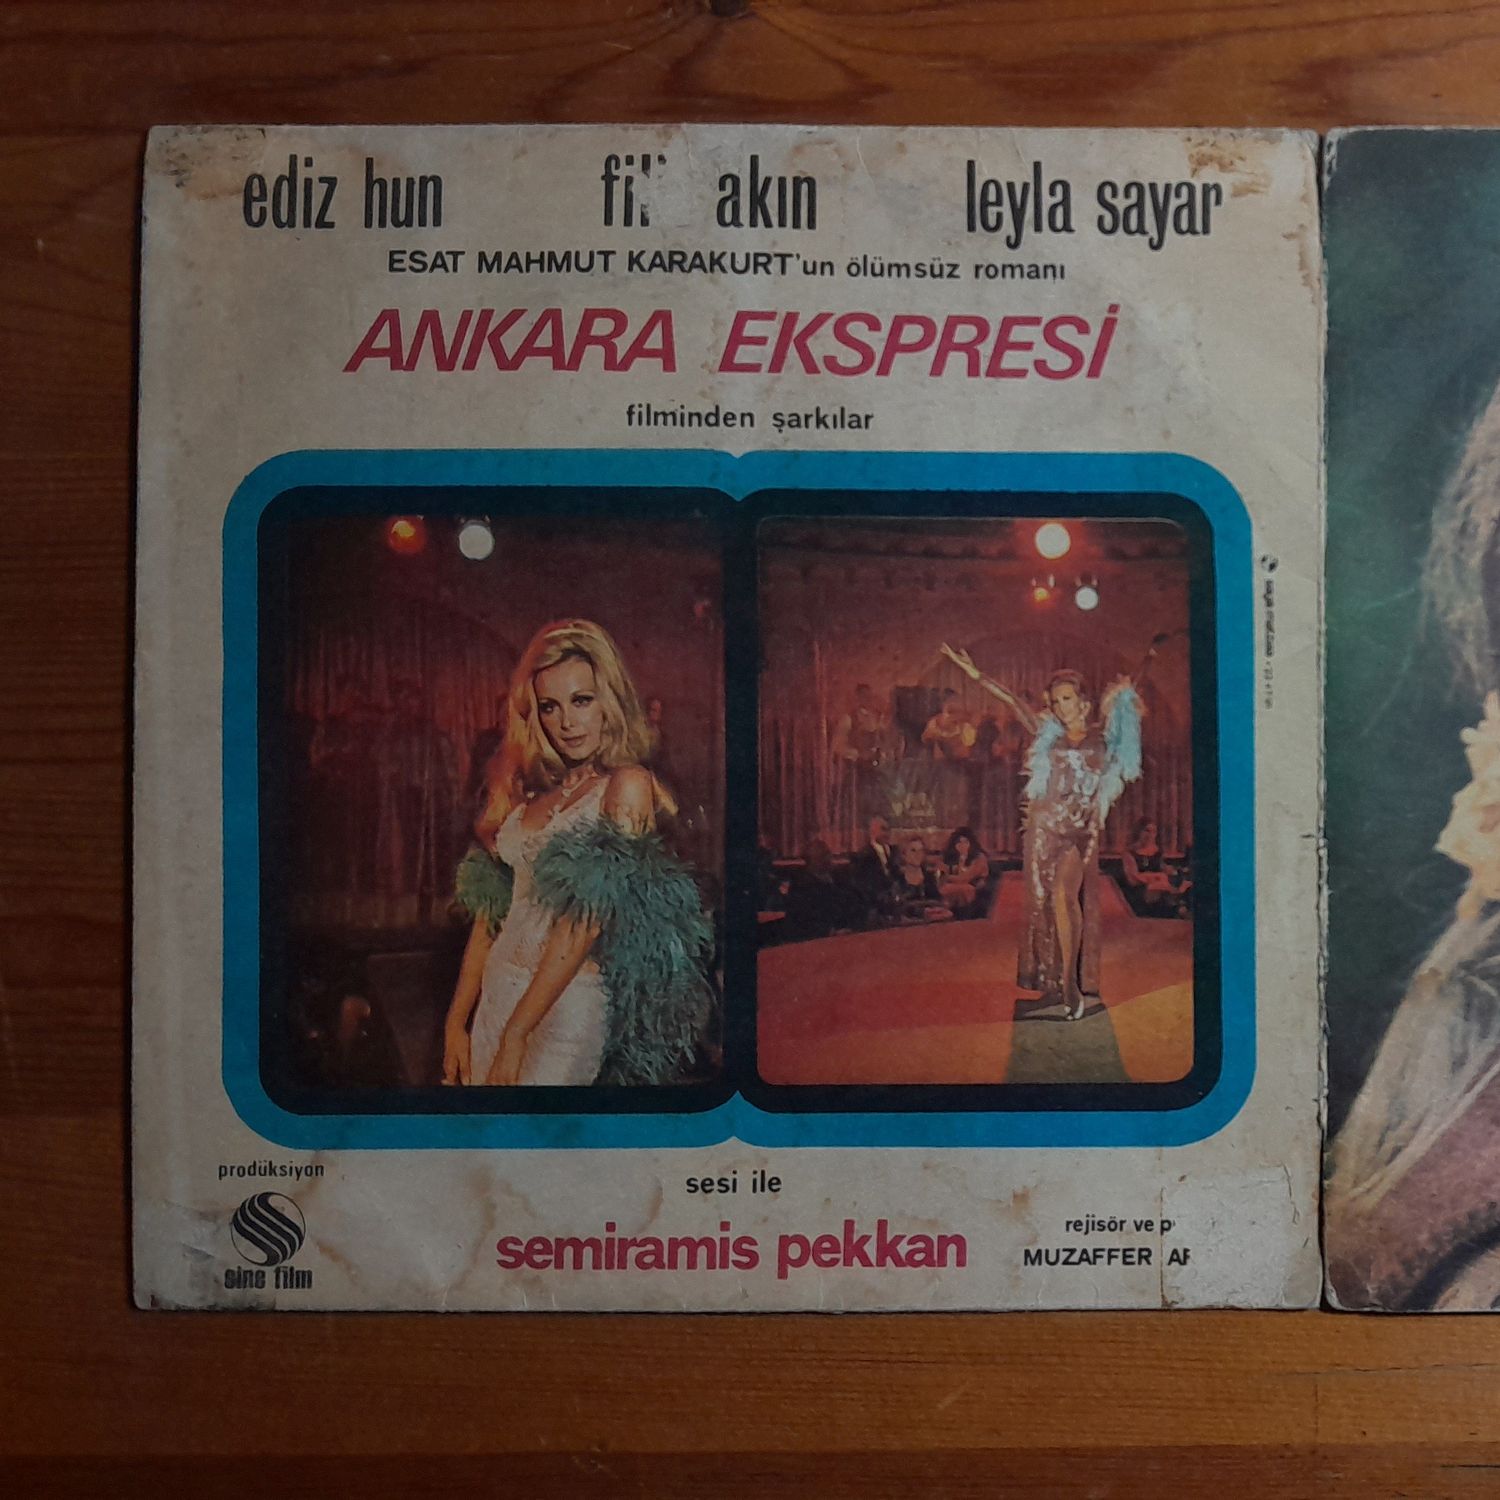 ediz hun akın leyla sayar
ESAT MAHMUT KARAKURT'un ölümsüz romanı
ANKARA EKSPRESİ
filminden şarkılar
prodüksiyon
sine film
sesi ile
semiramis pekkan
rejisör ve
MUZAFFER